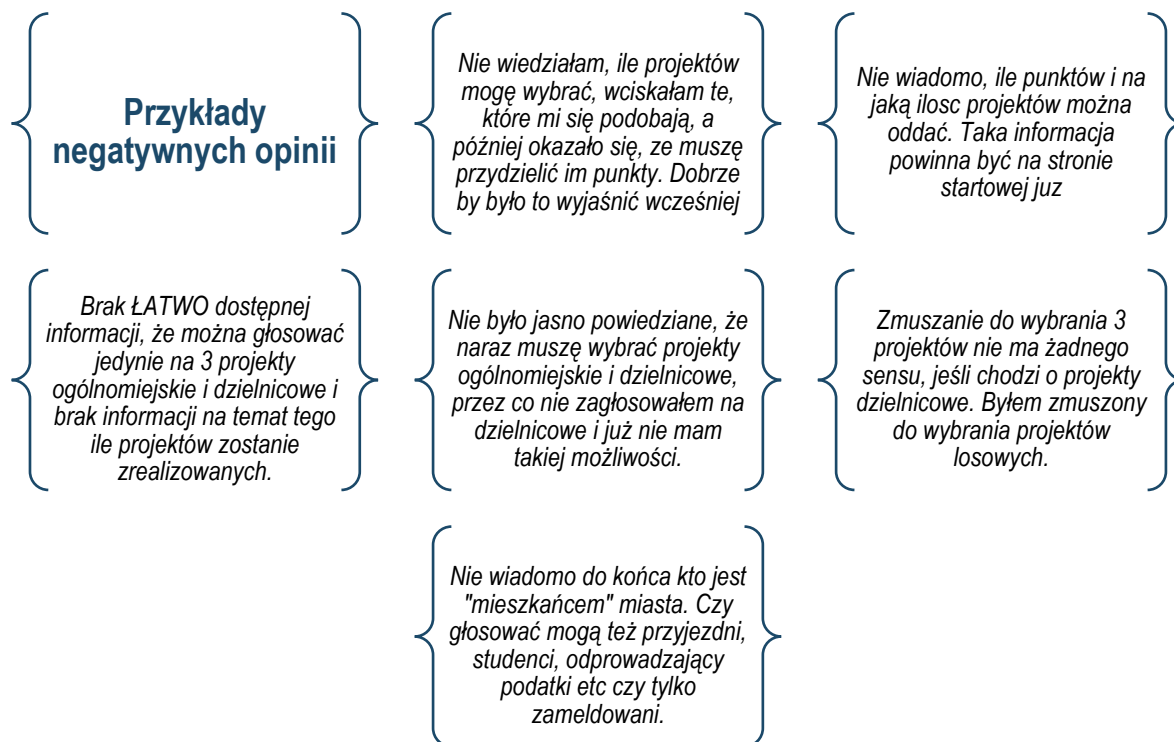 Przykłady
negatywnych opinii
Nie wiedziałam, ile projektów
mogę wybrać, wciskałam te,
które mi się podobają, a
później okazało się, ze muszę
przydzielić im punkty. Dobrze
by było to wyjaśnić wcześniej
Nie wiadomo, ile punktów i na
jaką ilosc projektów można
oddać. Taka informacja
powinna być na stronie
startowej juz
Brak ŁATWO dostępnej
informacji, że można głosować
jedynie na 3 projekty
ogólnomiejskie i dzielnicowe i
brak informacji na temat tego
ile projektów zostanie
zrealizowanych.
Nie było jasno powiedziane, że
naraz muszę wybrać projekty
ogólnomiejskie i dzielnicowe,
przez co nie zagłosowałem na
dzielnicowe i już nie mam
takiej możliwości.
Zmuszanie do wybrania 3
projektów nie ma żadnego
sensu, jeśli chodzi o projekty
dzielnicowe. Byłem zmuszony
do wybrania projektów
losowych.
Nie wiadomo do końca kto jest
"mieszkańcem" miasta. Czy
głosować mogą też przyjezdni,
studenci, odprowadzający
podatki etc czy tylko
zameldowani.